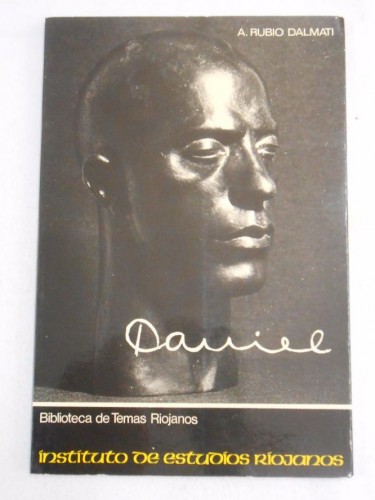 A. RUBIO DALMATI
Daniel
Biblioteca de Temas Riojanos
instituto de estudios riojanos